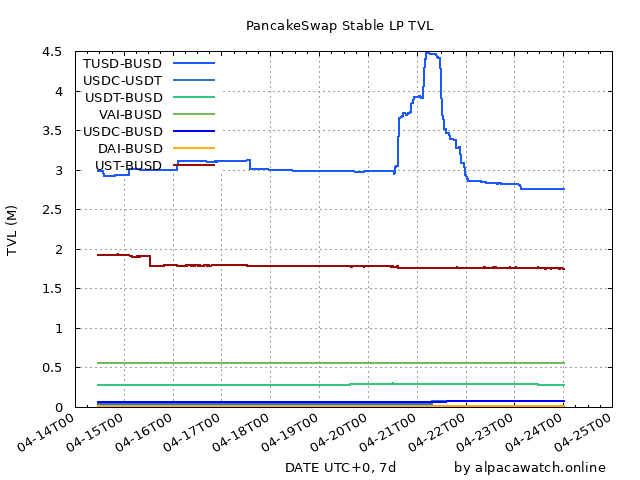 PancakeSwap Stable LP TVL
TVL (M)
4.5
4
3.5
3
2.5
2
1.5
1
0.5
0
TUSD-BUSD
USDC-USDT
USDT-BUSD
VAI-BUSD
USDC-BUSD
DAI-BUSD
UST-BUSD
04-14T00
04-15T00
04-16T00
04-17T00
04-18T00
04-19T00
04-20T00
04-21T00
04-22T00
04-23T00
04-24T00
04-25T00
DATE UTC+0, 7d
by alpacawatch.online